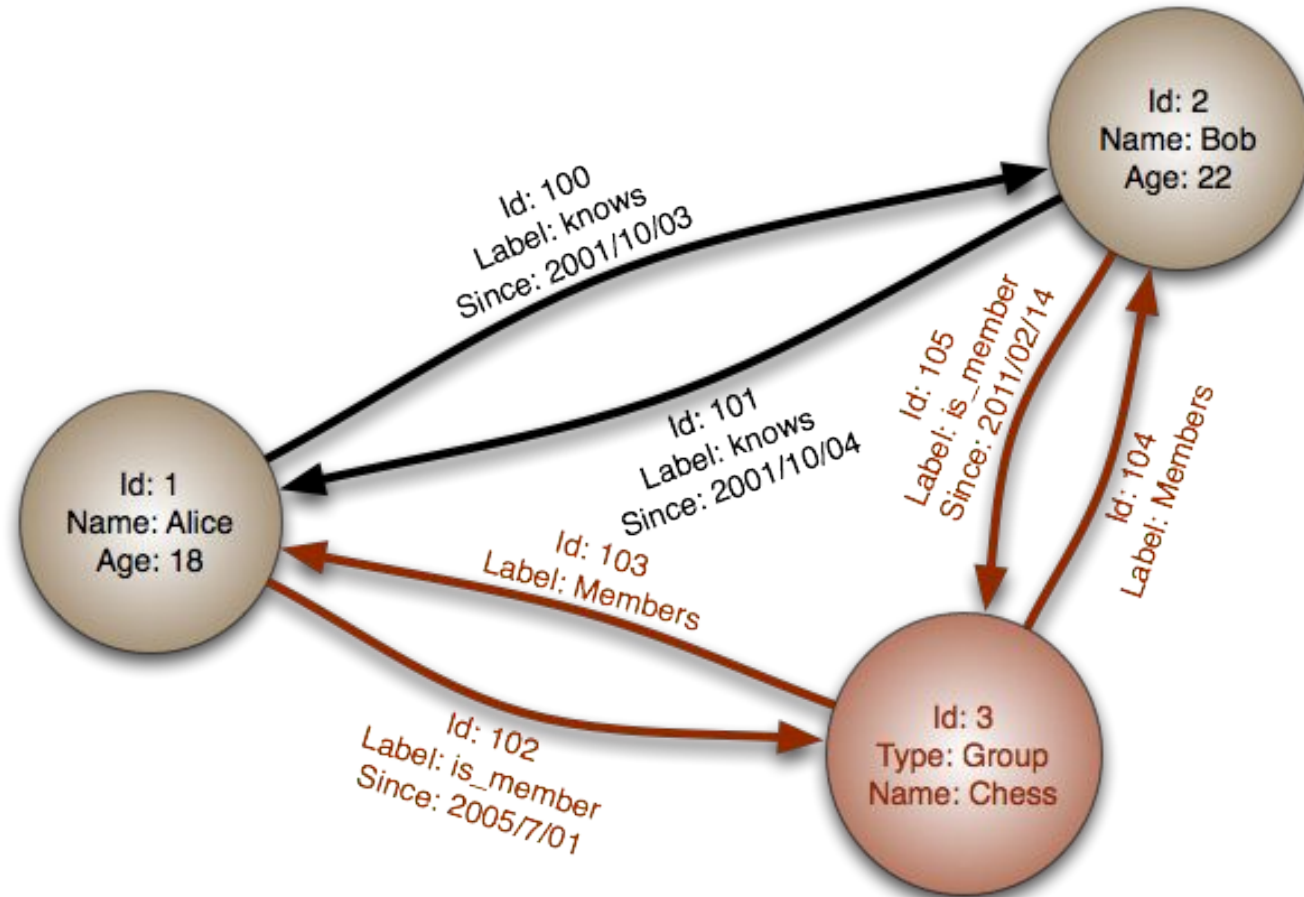 Id: 2
Name: Bob
Age: 22
Id: 100
Label: knows
Since: 2001/10/03
Id: 101
Label: knows
Since: 2001/10/04
Id: 105
Label: is_member
Since: 2011/02/14
Id: 104
Label: Members
Id: 1
Name: Alice
Age: 18
Id: 103
Label: Members
Id: 102
Label: is_member
Since: 2005/7/01
Id: 3
Type: Group
Name: Chess